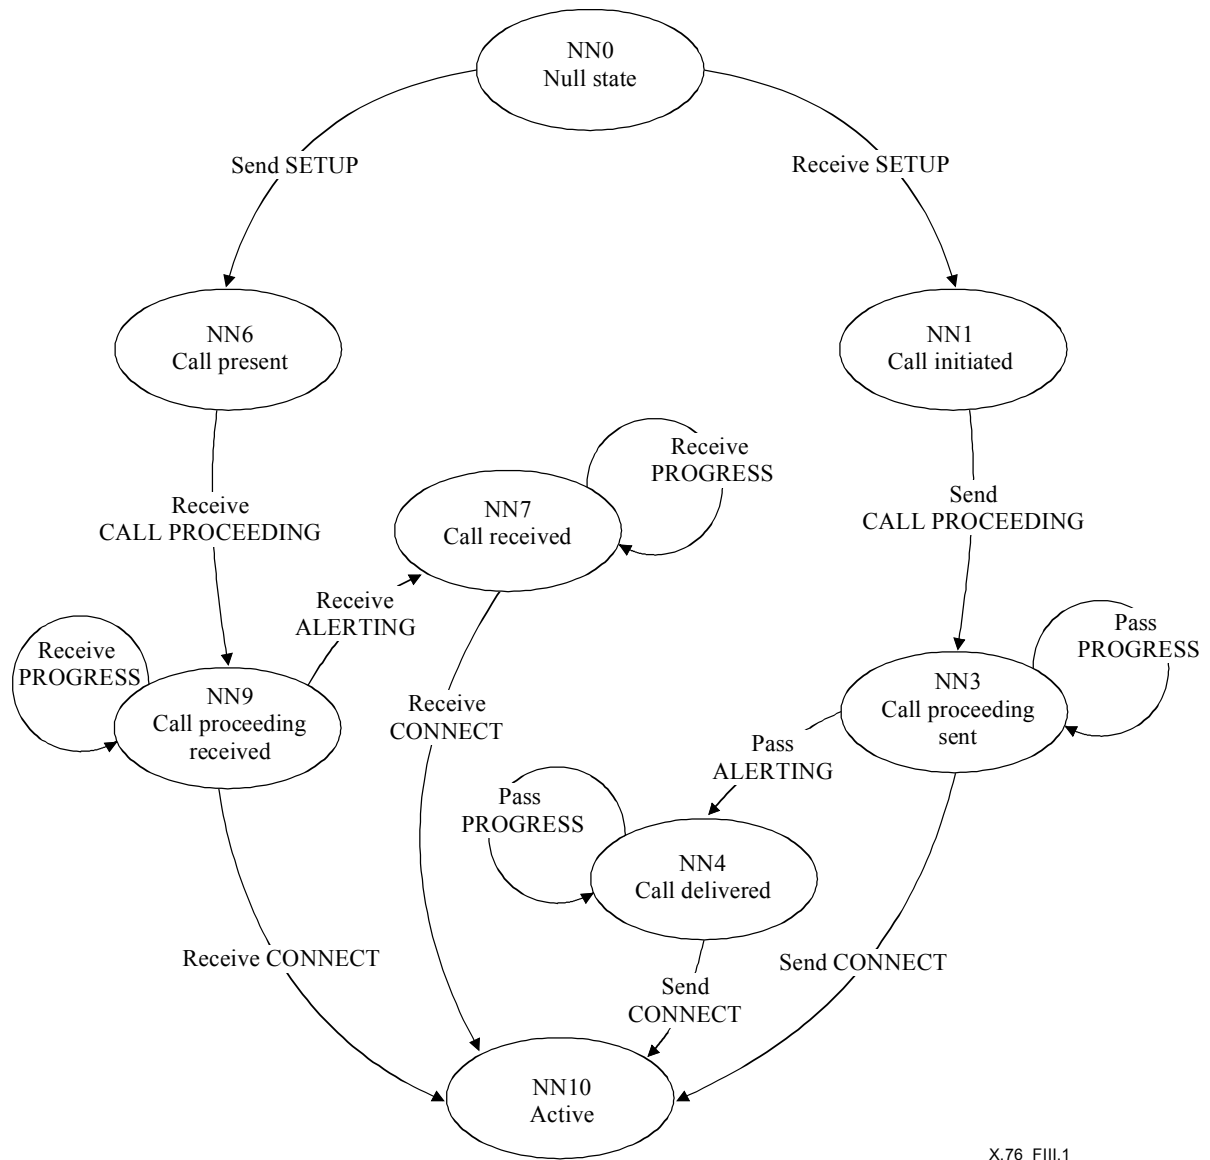 NN0
Null state
Send SETUP
Receive SETUP
NN6
Call present
NN1
Call initiated
Receive
PROGRESS
NN7
Call received
Receive
CALL PROCEEDING
Send
CALL PROCEEDING
Receive
ALERTING
Pass
PROGRESS
Receive
PROGRESS
NN9
Call proceeding
received
NN3
Call proceeding
sent
Receive
CONNECT
Pass
ALERTING
Pass
PROGRESS
NN4
Call delivered
Receive CONNECT
Send CONNECT
Send
CONNECT
NN10
Active
X.76_FIII.1